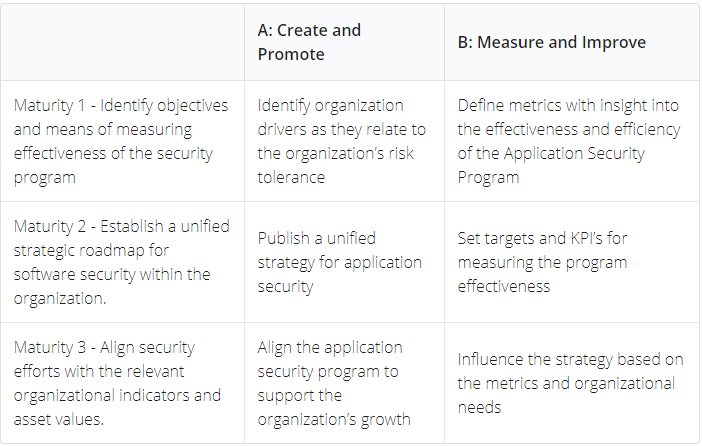 A: Create and
Promote
B: Measure and Improve
Maturity 1 - Identify objectives
and means of measuring
effectiveness of the security
program
Identify organization
drivers as they relate to
the organization's risk
tolerance
Define metrics with insight into
the effectiveness and efficiency
of the Application Security
Program
Maturity 2 - Establish a unified
strategic roadmap for
software security within the
organization.
Publish a unified
strategy for application
security
Set targets and KPI's for
measuring the program
effectiveness
Maturity 3 - Align security
efforts with the relevant
organizational indicators and
asset values.
Align the application
security program to
support the
organization's growth
Influence the strategy based on
the metrics and organizational
needs